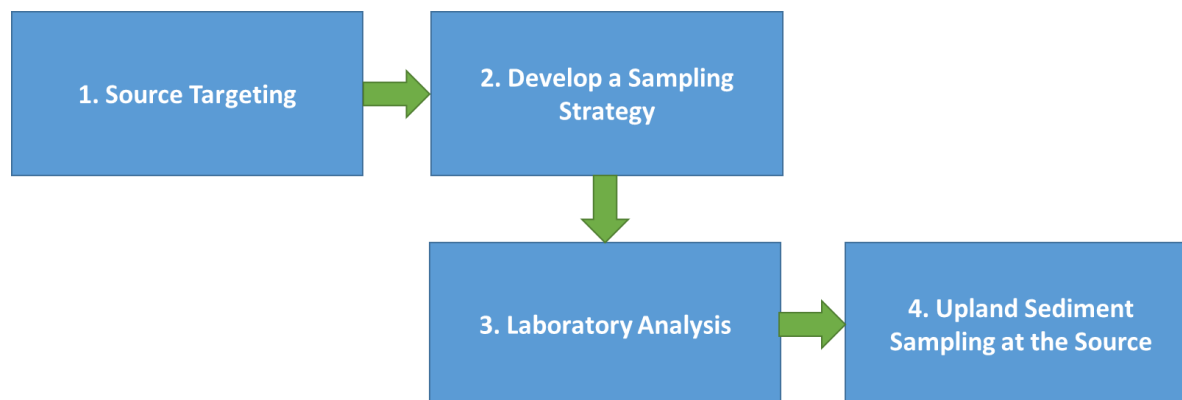 1. Source Targeting
2. Develop a Sampling
Strategy
3. Laboratory Analysis
4. Upland Sediment
Sampling at the Source